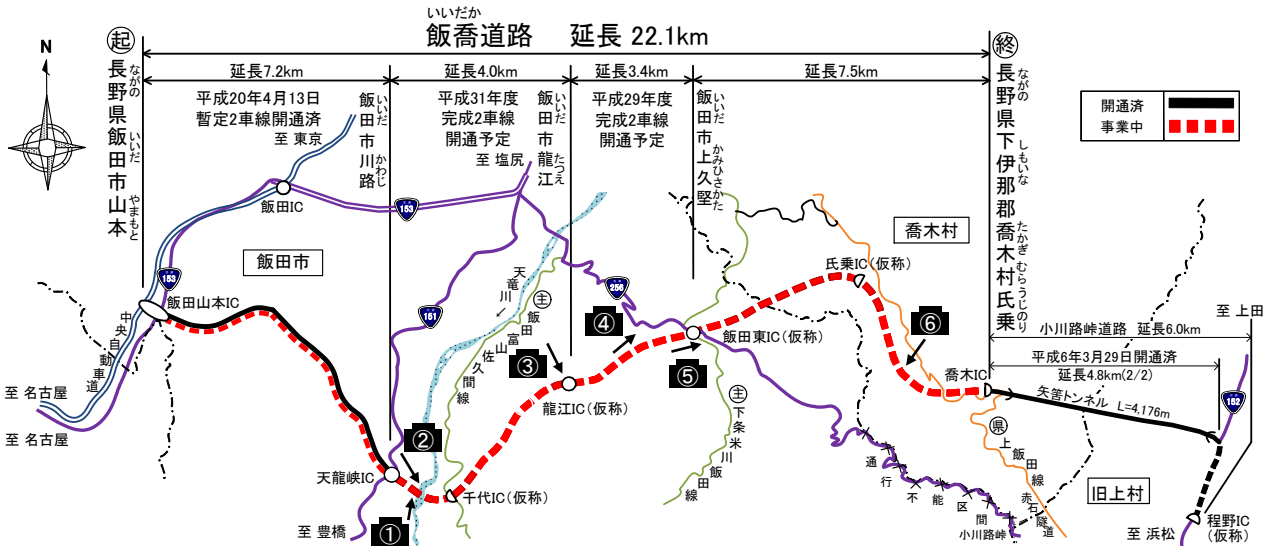 いいだか
飯喬道路 延長 22.1km
N
起
長野県飯田市山本
ながの いいだ やまもと
終
長野県下伊那郡喬木村氏乗
ながの しもいな たかぎ むらうじのり
延長7.2km
延長4.0km
延長3.4km
延長7.5km
平成20年4月13日
暫定2車線開通済
飯田市川路
いいだ かわじ
平成31年度
完成2車線
開通予定
飯田市龍江
いいだ たつえ
平成29年度
完成2車線
開通予定
飯田市上久堅
いいだ かみひさかた
開通済
事業中
至 東京
至 塩尻
飯田IC
153
飯田市
153
飯田山本IC
中央自動車道
至 名古屋
至 名古屋
151
天竜川
主
飯田富山佐久間線
256
喬木村
氏乗IC(仮称)
④
③
⑥
飯田東IC(仮称)
⑤
龍江IC(仮称)
②
天龍峡IC
千代IC(仮称)
①
至 豊橋
主
下条米川飯田線
喬木IC
至 上田
小川路峠道路 延長6.0km
平成6年3月29日開通済
延長4.8km(2/2)
矢筈トンネル L=4,176m
152
県
上飯田線
赤石隧道
通行不能区間
小川路峠
旧上村
至 浜松
程野IC
(仮称)